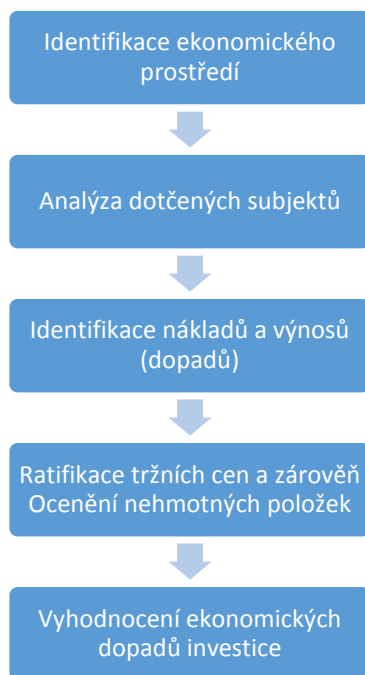 Identifikace ekonomického
prostředí
Analýza dotčených subjektů
Identifikace nákladů a výnosů
(dopadů)
Ratifikace tržních cen a zárověň
Ocenění nehmotných položek
Vyhodnocení ekonomických
dopadů investice